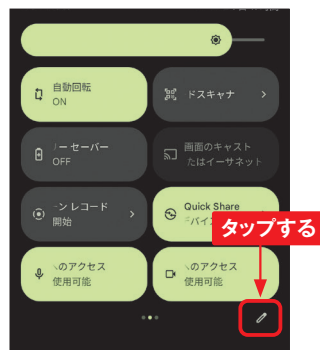 自動回転
ON
ドスキャナ
ーセーバー
OFF
画面のキャスト
たはイーサネット
ン レコード
開始
Quick Share
バイ
タップする
のアクセス
使用可能
のアクセス
使用可能